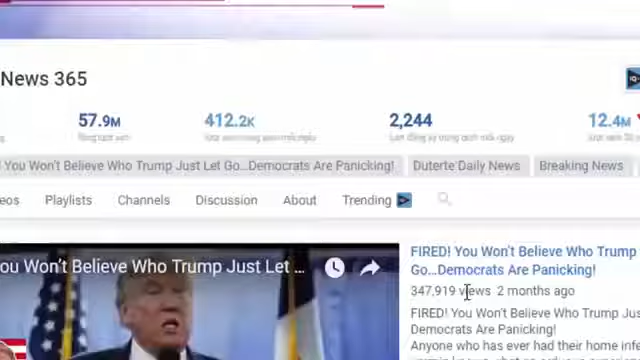 News 365
57.9M 412.2K 2,244 12.4M
You Won't Believe Who Trump Just Let Go...Democrats Are Panicking! Duterte Daily News Breaking News
eos Playlists Channels Discussion About Trending
ou Won't Believe Who Trump Just Let ...
FIRED! You Won't Believe Who Trump
Go...Democrats Are Panicking!
347,919 views 2 months ago
FIRED! You Won't Believe Who Trump Jus
Democrats Are Panicking!
Anyone who has ever had their home infe